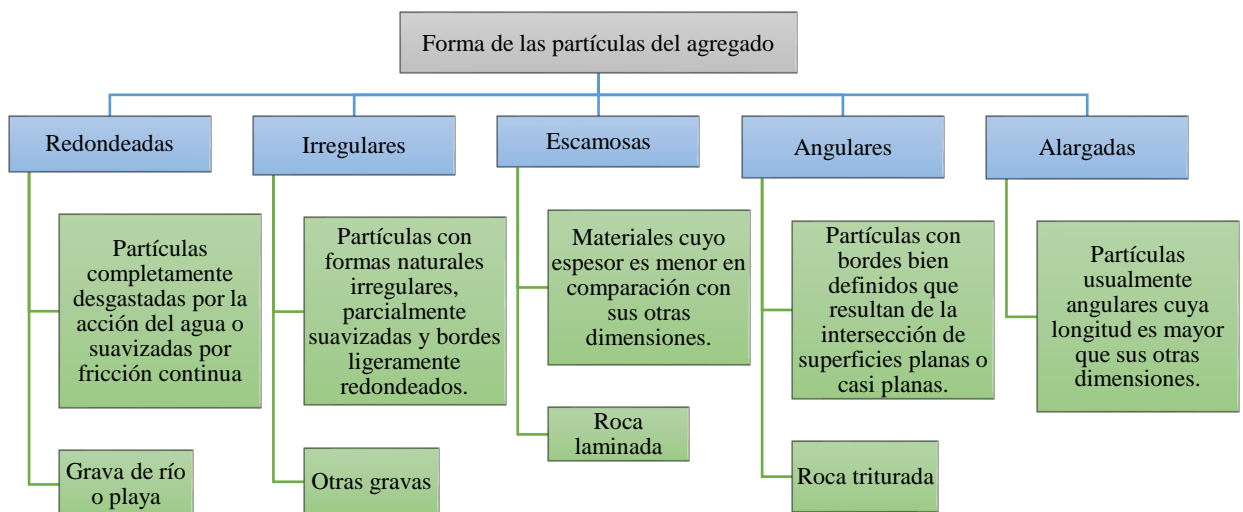 Forma de las partículas del agregado
Redondeadas
Irregulares
Escamosas
Angulares
Alargadas
Partículas
completamente
desgastadas por la
acción del agua o
suavizadas por
fricción continua
Partículas con
formas naturales
irregulares,
parcialmente
suavizadas y bordes
ligeramente
redondeados.
Materiales cuyo
espesor es menor en
comparación con
sus otras
dimensiones.
Partículas con
bordes bien
definidos que
resultan de la
intersección de
superficies planas o
casi planas.
Partículas
usualmente
angulares cuya
longitud es mayor
que sus otras
dimensiones.
Grava de río
o playa
Otras gravas
Roca
laminada
Roca triturada